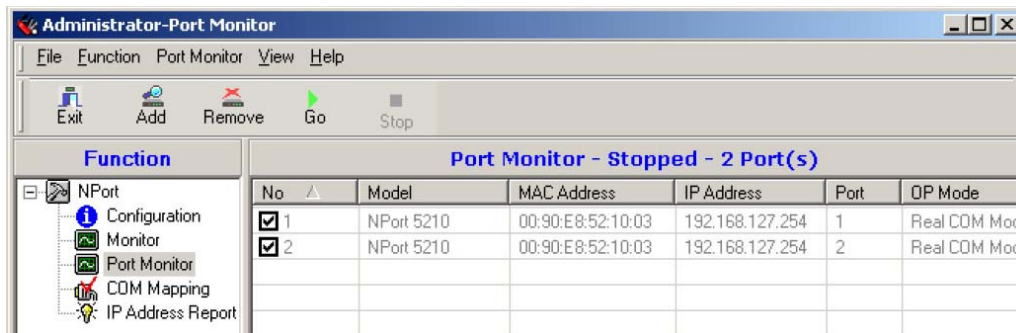 Administrator-Port Monitor
File Function Port Monitor View Help
Exit Add Remove Go Stop
Function
Port Monitor - Stopped - 2 Port(s)
NPort
Configuration
Monitor
Port Monitor
COM Mapping
IP Address Report
No Model MAC Address IP Address Port OP Mode
1 NPort 5210 00:90:E8:52:10:03 192.168.127.254 1 Real COM Moc
2 NPort 5210 00:90:E8:52:10:03 192.168.127.254 2 Real COM Moc